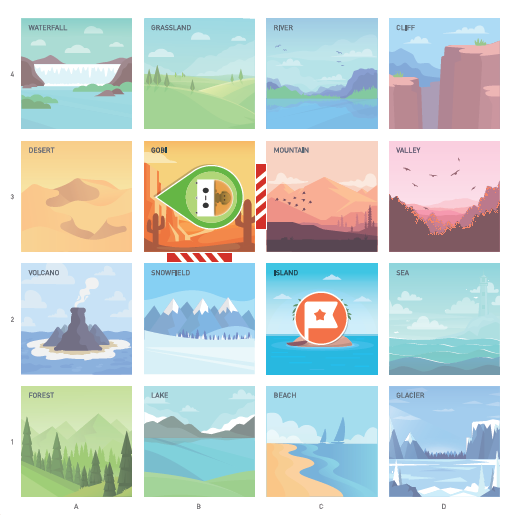 WATERFALL GRASSLAND RIVER CLIFF
4
DESERT GOBI MOUNTAIN VALLEY
3
VOLCANO SNOWFIELD ISLAND SEA
2
FOREST LAKE BEACH GLACIER
1
A B C D